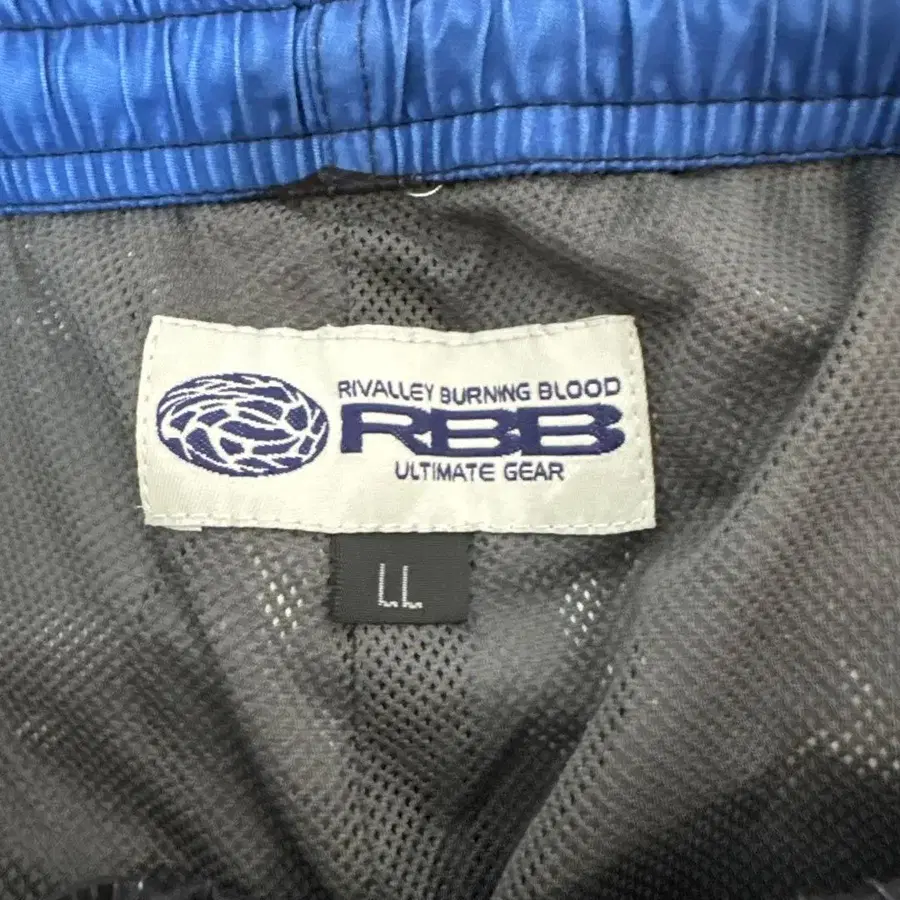 RIVALLEY BURNING BLOOD
RBB
ULTIMATE GEAR
LL